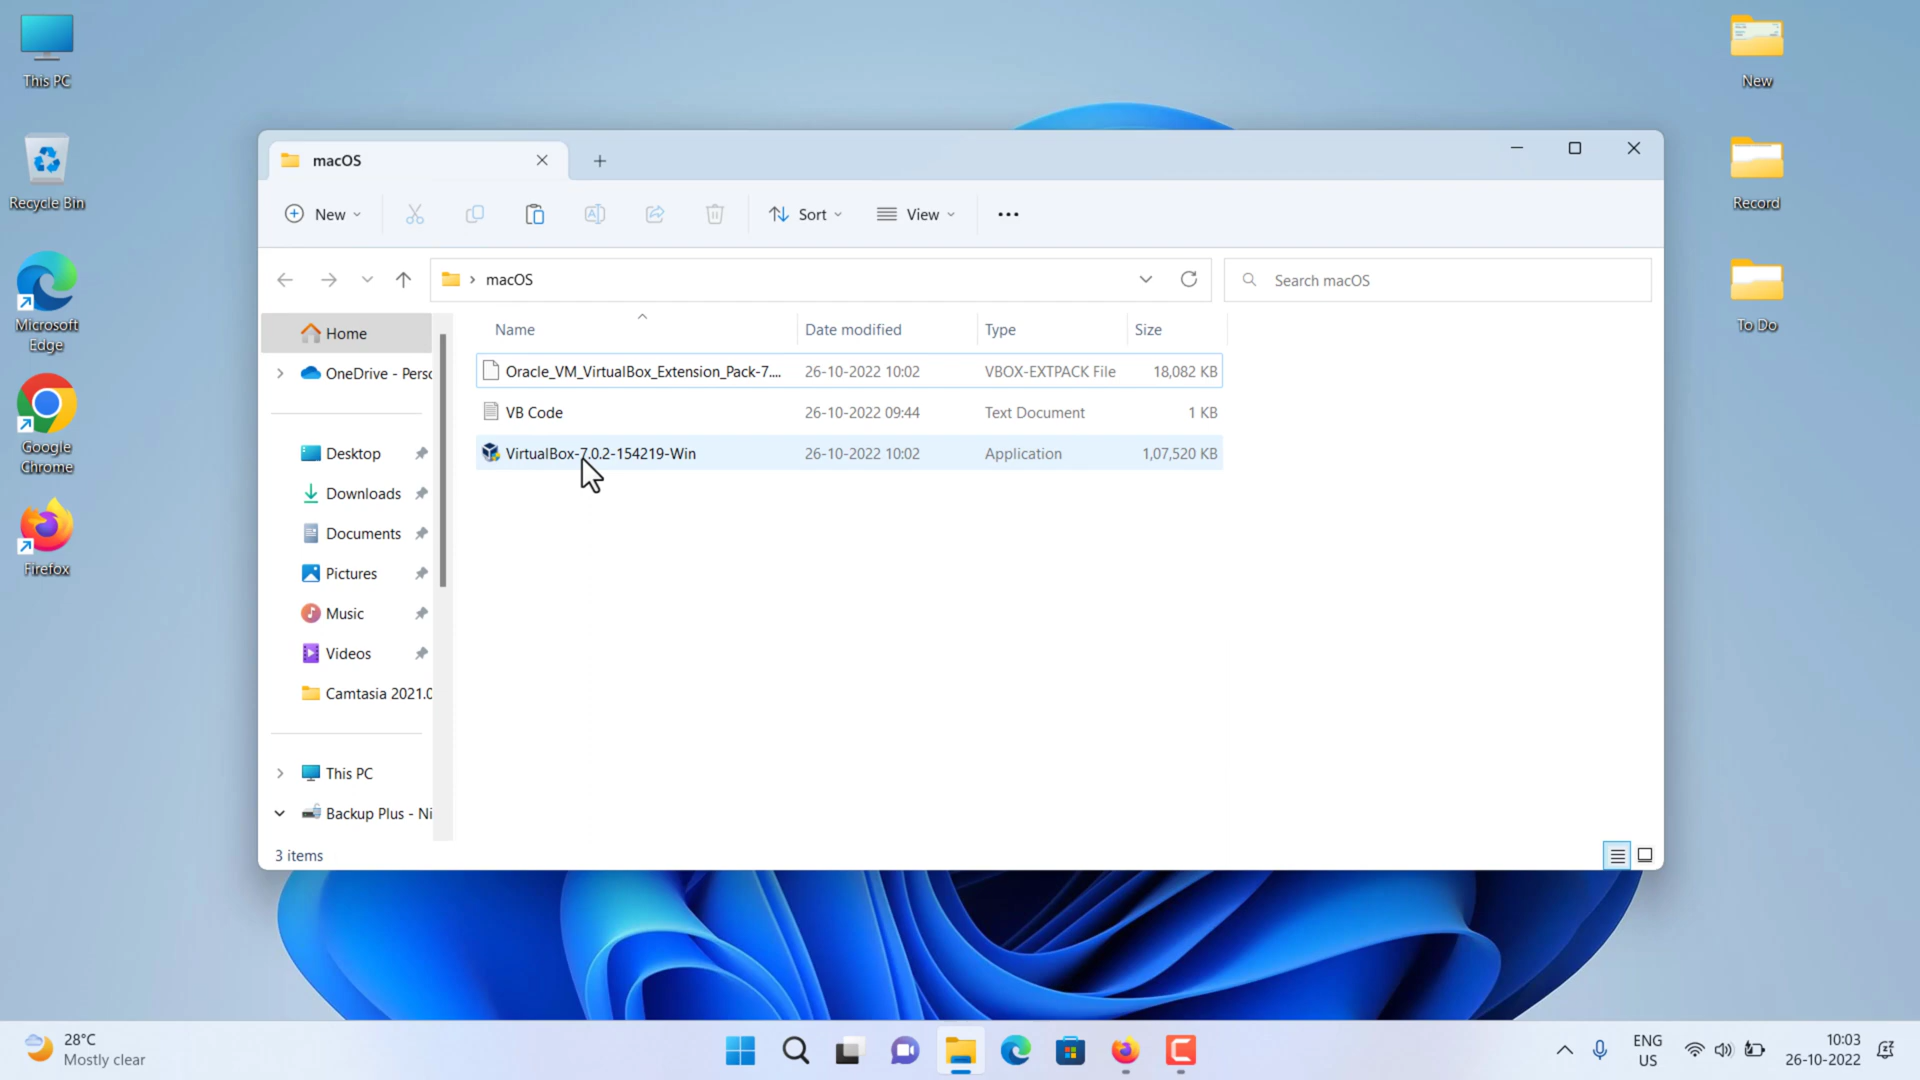 This PC
Recycle Bin
Microsoft
Edge
Google
Chrome
Firefox
New
Record
To Do
macOS
New
Sort
View
macOS
Search macOS
Home
OneDrive - Persc
Desktop
Downloads
Documents
Pictures
Music
Videos
Camtasia 2021.0
This PC
Backup Plus - Ni
Name Date modified Type Size
Oracle_VM_VirtualBox_Extension_Pack-7.... 26-10-2022 10:02 VBOX-EXTPACK File 18,082 KB
VB Code 26-10-2022 09:44 Text Document 1 KB
VirtualBox-7.0.2-154219-Win 26-10-2022 10:02 Application 1,07,520 KB
3 items
28°C
Mostly clear
ENG
US
10:03
26-10-2022